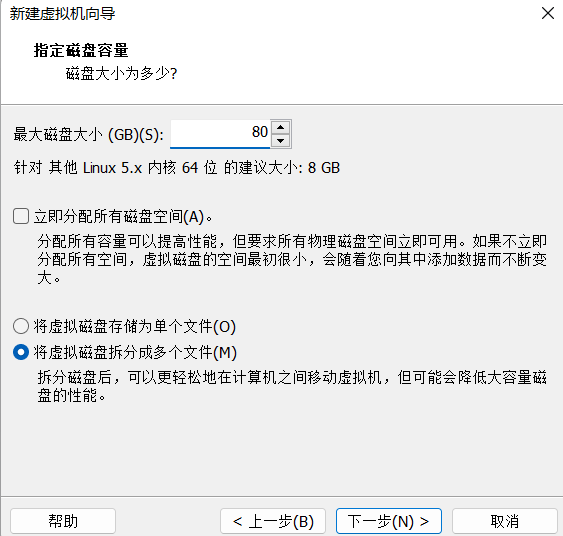 新建虚拟机向导
指定磁盘容量
磁盘大小为多少?
最大磁盘大小 (GB)(S): 80
针对 其他 Linux 5.x 内核 64 位 的建议大小: 8 GB
立即分配所有磁盘空间(A)。
分配所有容量可以提高性能，但要求所有物理磁盘空间立即可用。如果不立即
分配所有空间，虚拟磁盘的空间最初很小，会随着您向其中添加数据而不断变
大。
将虚拟磁盘存储为单个文件(O)
将虚拟磁盘拆分成多个文件(M)
拆分磁盘后，可以更轻松地在计算机之间移动虚拟机，但可能会降低大容量磁
盘的性能。
帮助 < 上一步(B) 下一步(N) > 取消